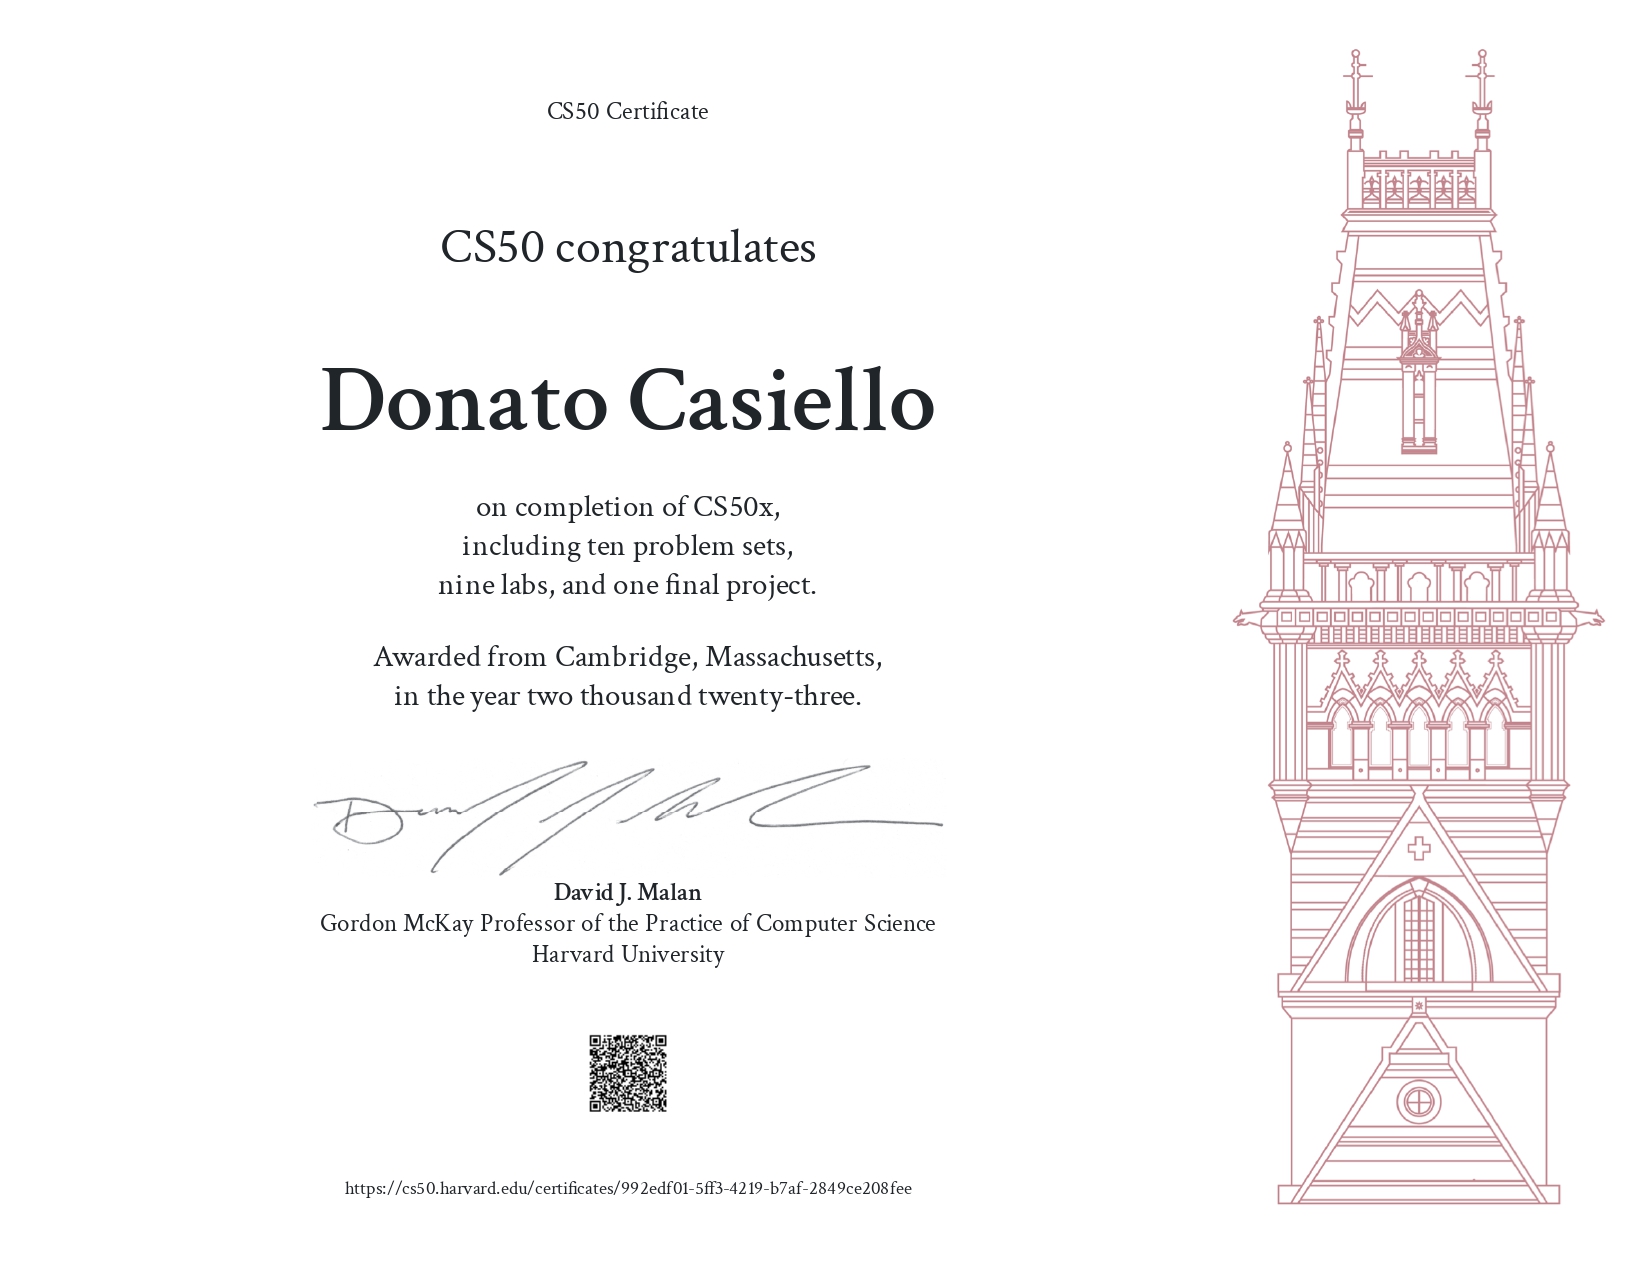 CS50 Certificate
CS50 congratulates
Donato Casiello
on completion of CS50x,
including ten problem sets,
nine labs, and one final project.
Awarded from Cambridge, Massachusetts,
in the year two thousand twenty-three.
David J. Malan
Gordon McKay Professor of the Practice of Computer Science
Harvard University
https://cs50.harvard.edu/certificates/992edf01-5ff3-4219-b7af-2849ce208fee